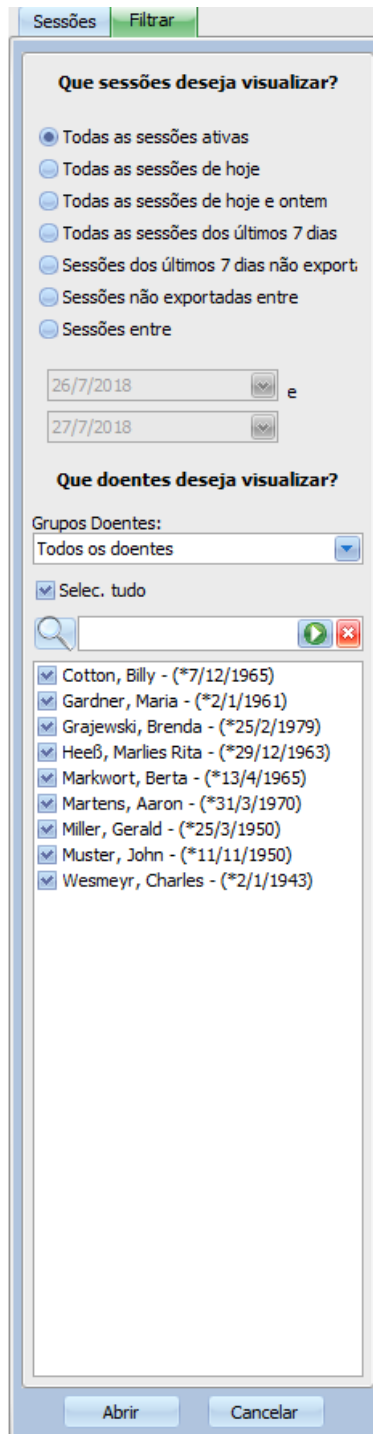 Sessões Filtrar
Que sessões deseja visualizar?
Todas as sessões ativas
Todas as sessões de hoje
Todas as sessões de hoje e ontem
Todas as sessões dos últimos 7 dias
Sessões dos últimos 7 dias não export
Sessões não exportadas entre
Sessões entre
26/7/2018 e
27/7/2018
Que doentes deseja visualizar?
Grupos Doentes:
Todos os doentes
Selec. tudo
Cotton, Billy - (*7/12/1965)
Gardner, Maria - (*2/1/1961)
Grajewski, Brenda - (*25/2/1979)
Heeß, Marlies Rita - (*29/12/1963)
Markwort, Berta - (*13/4/1965)
Martens, Aaron - (*31/3/1970)
Miller, Gerald - (*25/3/1950)
Muster, John - (*11/11/1950)
Wesmeyr, Charles - (*2/1/1943)
Abrir Cancelar